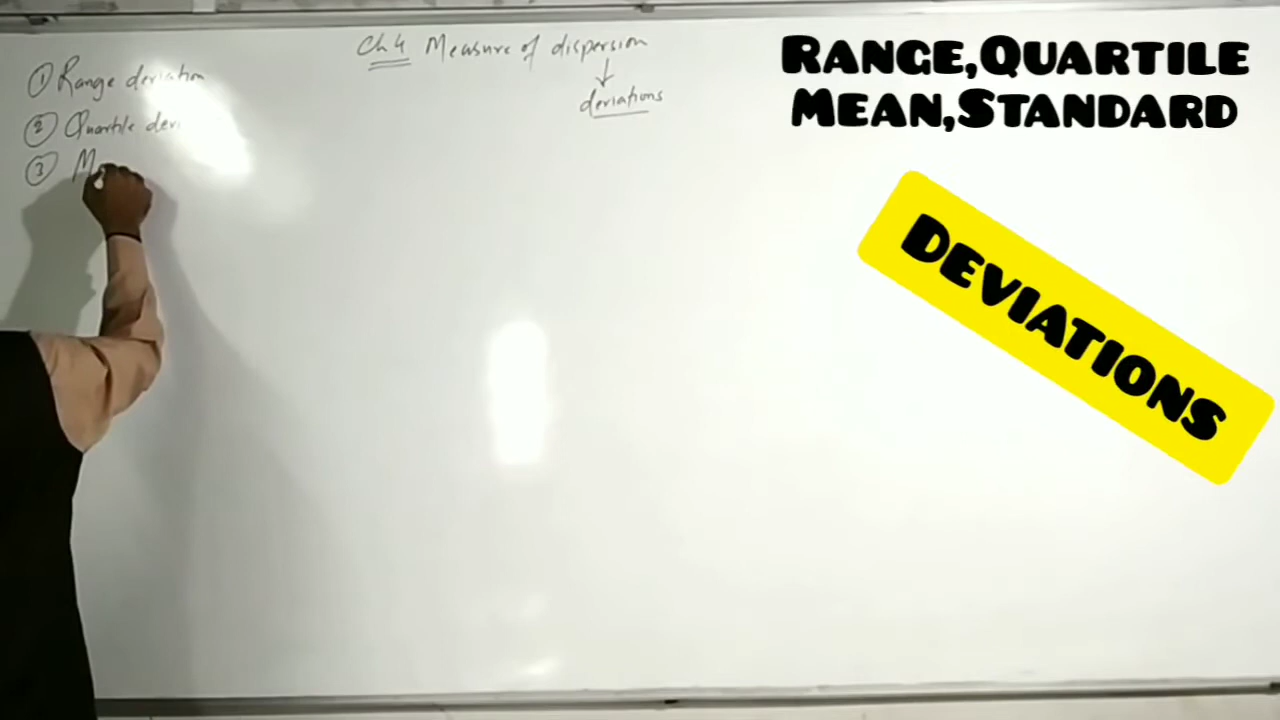 Ch 4 Measure of dispersion
deviations
① Range deviation
② Quartile devi
③ M
RANGE,QUARTILE
MEAN,STANDARD
DEVIATIONS